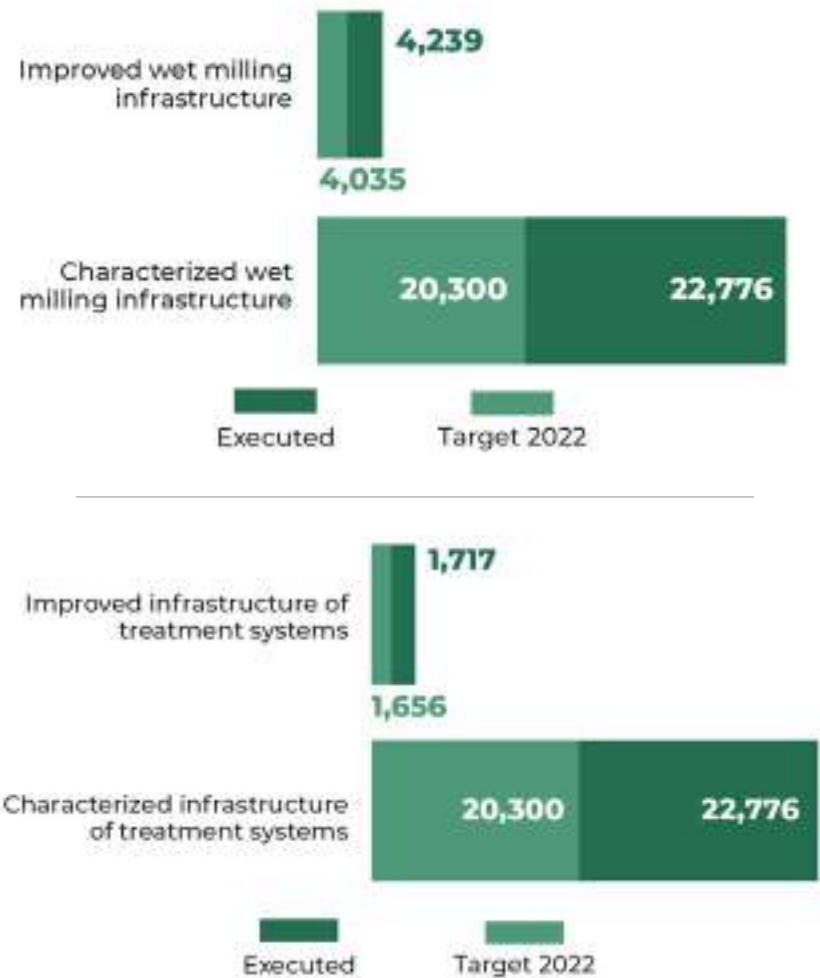 4,239
Improved wet milling
infrastructure
4,035
Characterized wet
milling infrastructure
20,300
22,776
Executed
Target 2022
1,717
Improved infrastructure of
treatment systems
1,656
Characterized infrastructure
of treatment systems
20,300
22,776
Executed
Target 2022